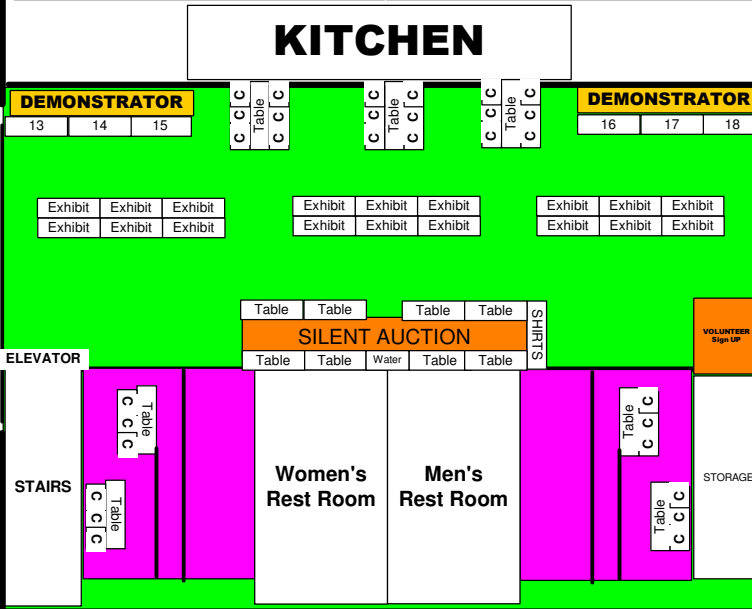 KITCHEN
DEMONSTRATOR
13 14 15
C C C Table C C C
C C C Table C C C
C C C Table C C C
DEMONSTRATOR
16 17 18
Exhibit Exhibit Exhibit
Exhibit Exhibit Exhibit
Exhibit Exhibit Exhibit
Exhibit Exhibit Exhibit
Exhibit Exhibit Exhibit
Exhibit Exhibit Exhibit
Table Table Table Table
SILENT AUCTION
Table Table Water Table Table
SHIRTS
VOLUNTEER
Sign UP
ELEVATOR
C C C Table
C C C Table
STAIRS
Women's
Rest Room
Men's
Rest Room
Table C C C
Table C C C
STORAGE